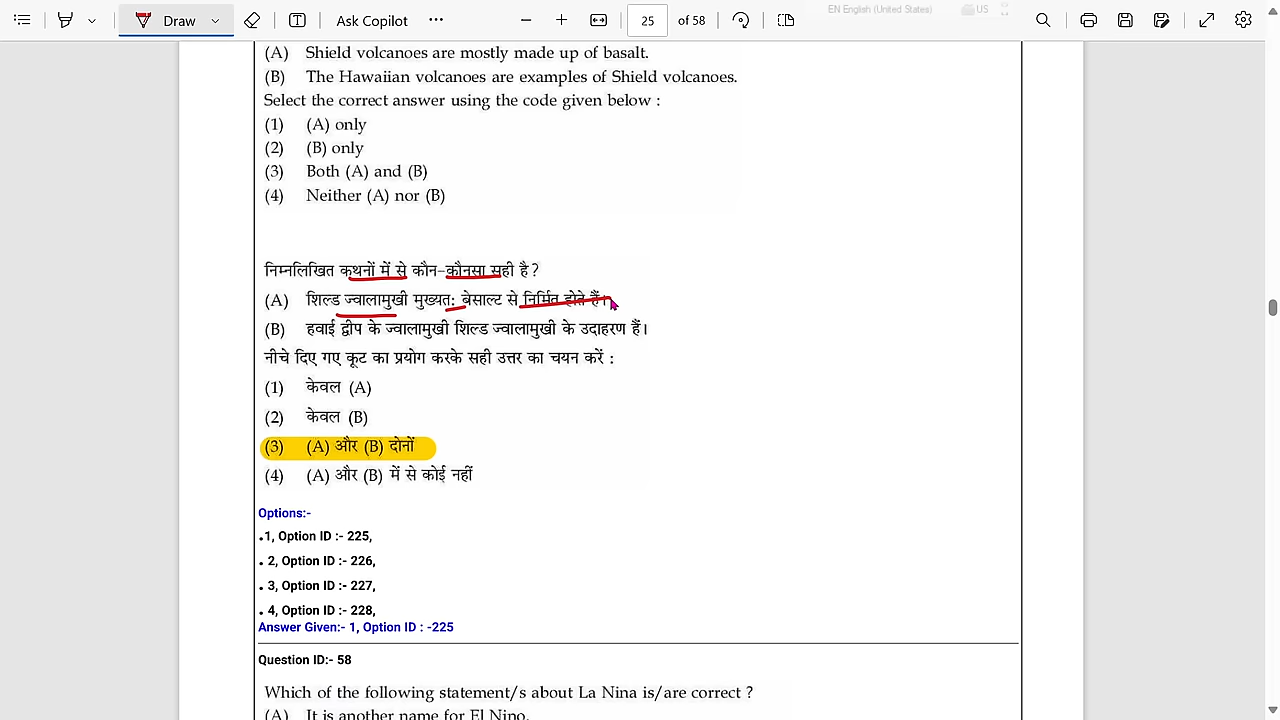 Draw
Ask Copilot
25 of 58
EN English (United States)
US
(A) Shield volcanoes are mostly made up of basalt.
(B) The Hawaiian volcanoes are examples of Shield volcanoes.
Select the correct answer using the code given below :
(1) (A) only
(2) (B) only
(3) Both (A) and (B)
(4) Neither (A) nor (B)
निम्नलिखित कथनों में से कौन-कौनसा सही है ?
(A) शिल्ड ज्वालामुखी मुख्यतः बेसाल्ट से निर्मित होते हैं।
(B) हवाई द्वीप के ज्वालामुखी शिल्ड ज्वालामुखी के उदाहरण हैं।
नीचे दिए गए कूट का प्रयोग करके सही उत्तर का चयन करें :
(1) केवल (A)
(2) केवल (B)
(3) (A) और (B) दोनों
(4) (A) और (B) में से कोई नहीं
Options:-
.1, Option ID :- 225,
. 2, Option ID :- 226,
. 3, Option ID :- 227,
. 4, Option ID :- 228,
Answer Given:- 1, Option ID : -225
Question ID:- 58
Which of the following statement/s about La Nina is/are correct ?
(A) It is another name for El Nino.